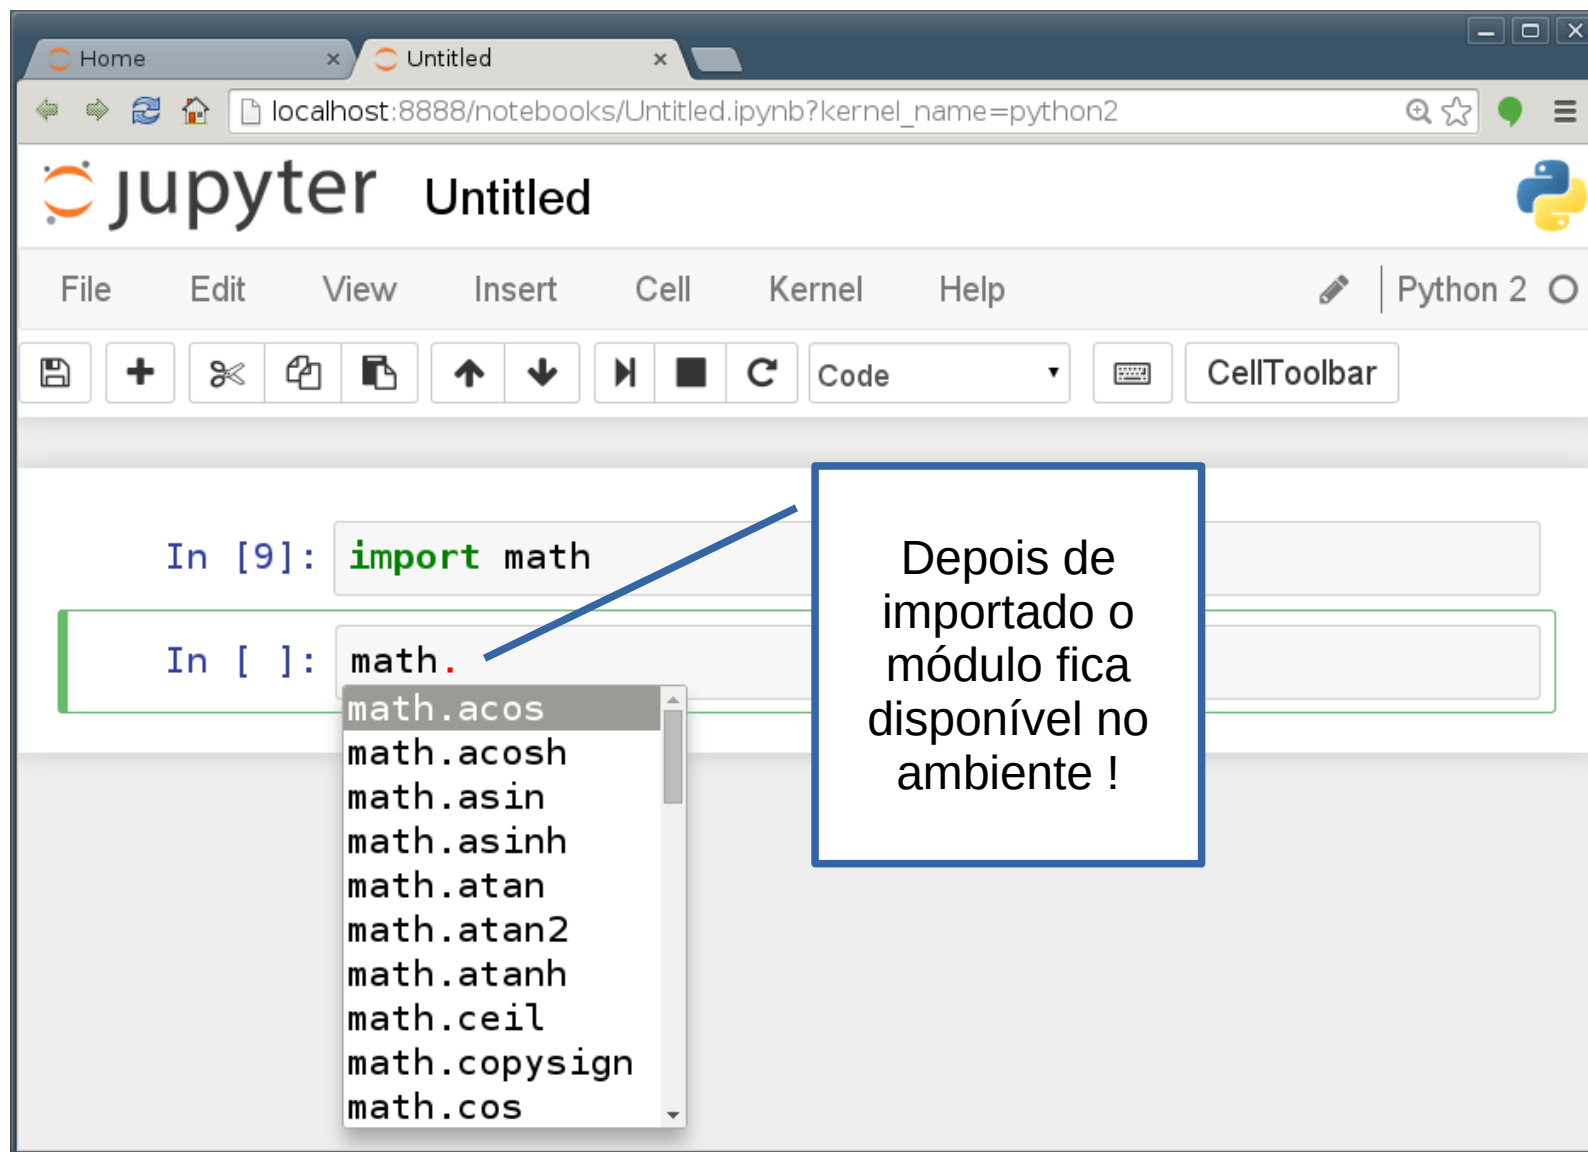 Home
Untitled
localhost:8888/notebooks/Untitled.ipynb?kernel_name=python2
jupyter Untitled
File Edit View Insert Cell Kernel Help Python 2
Code CellToolbar
In [9]: import math
In [ ]: math.
math.acos
math.acosh
math.asin
math.asinh
math.atan
math.atan2
math.atanh
math.ceil
math.copysign
math.cos
Depois de
importado o
módulo fica
disponível no
ambiente !